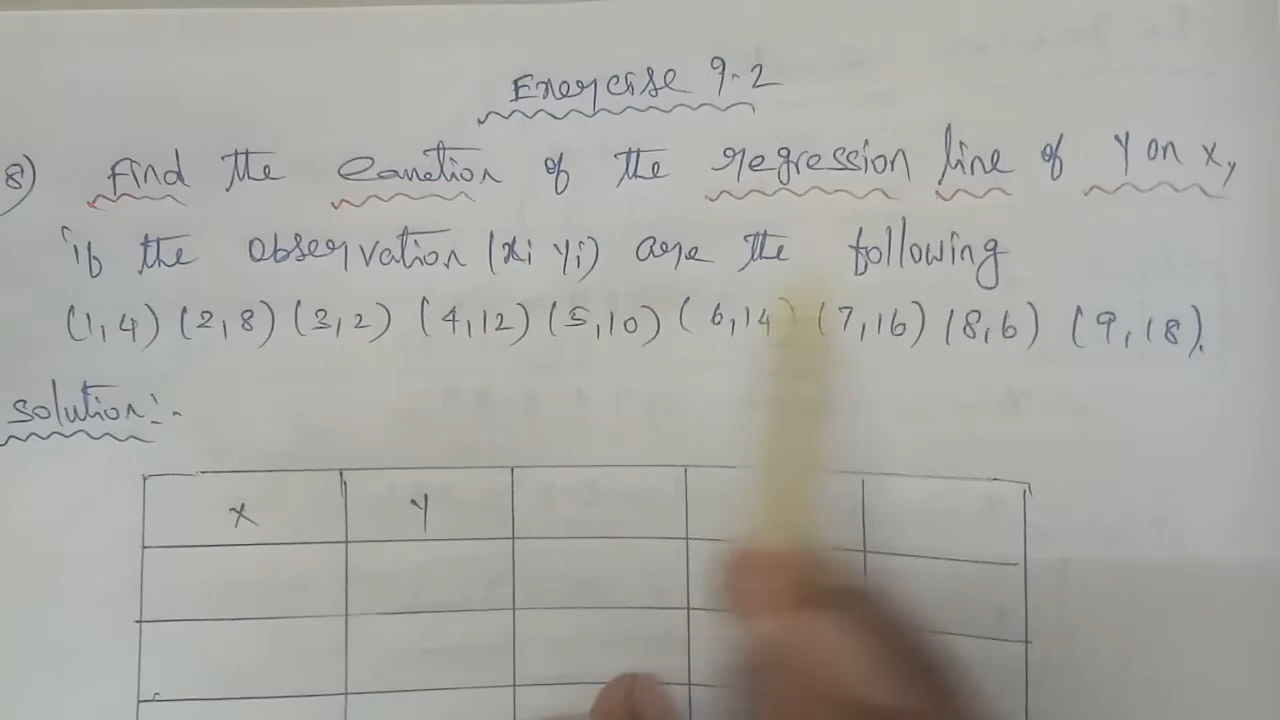 Exercise 9.2
8) Find the eauction of the regression line of Y on X,
if the observation (xi yi) are the following
(1,4) (2,8) (3,2) (4,12) (5,10) (6,14) (7,16) (8,6) (9,18).
Solution:-
X Y